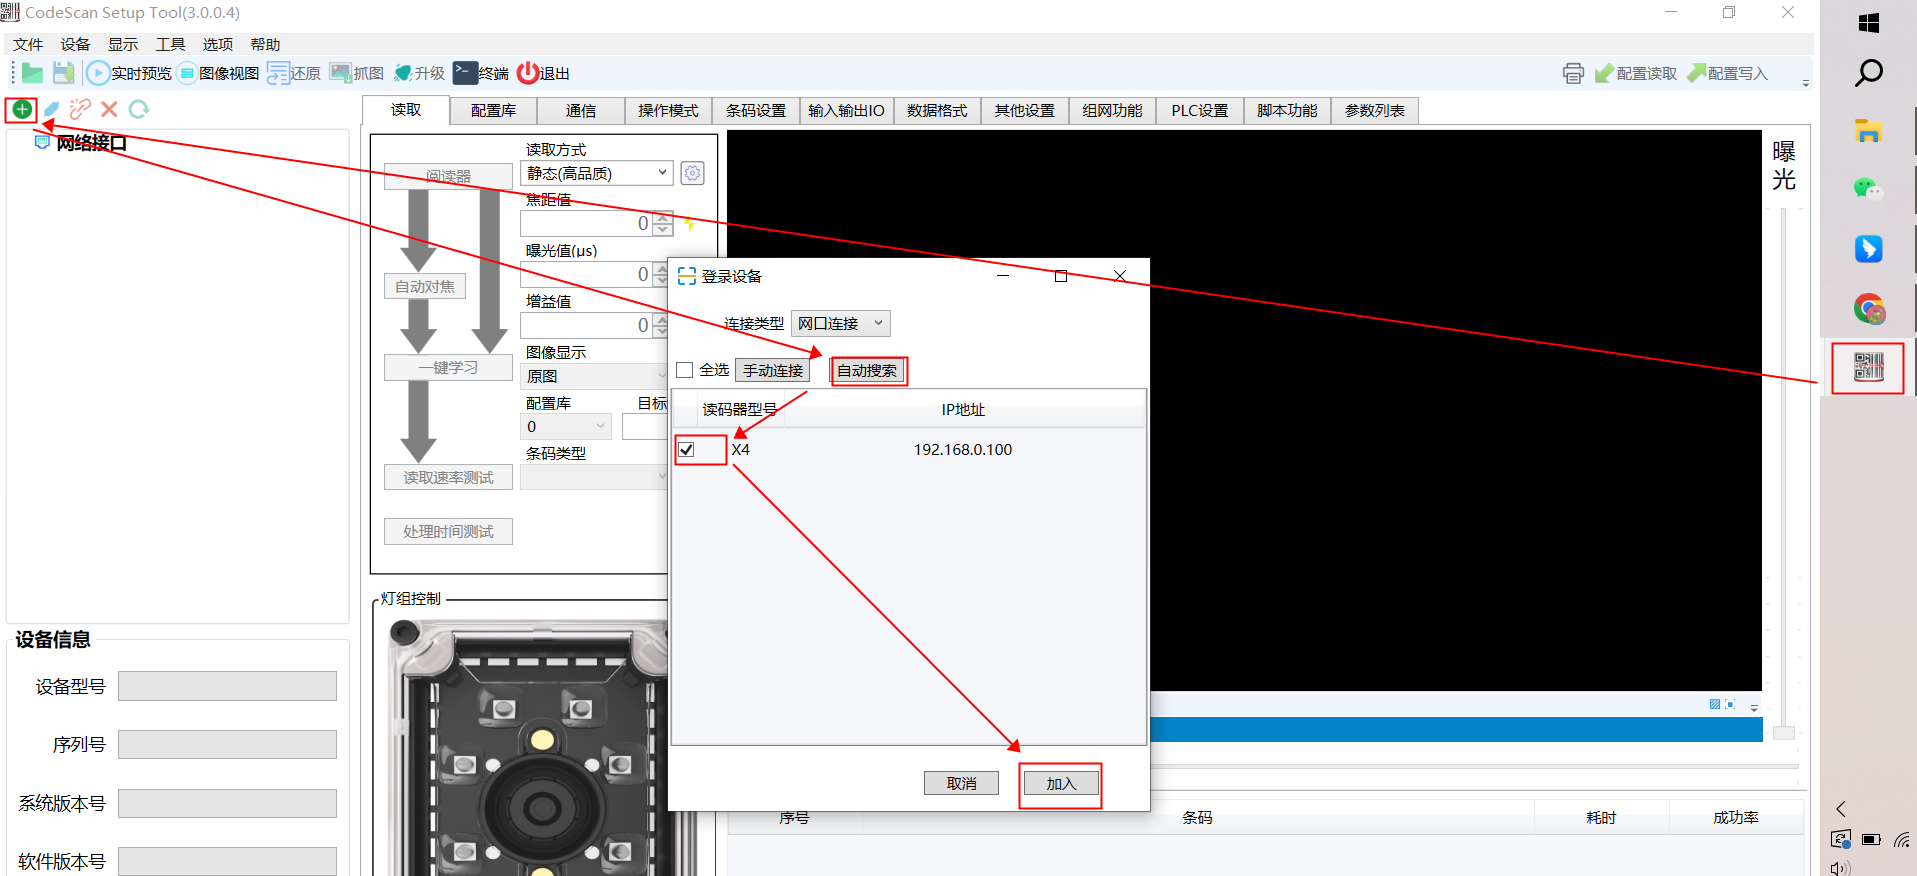 CodeScan Setup Tool(3.0.0.4)
文件 设备 显示 工具 选项 帮助
实时预览 图像视图 还原 抓图 升级 终端 退出 配置读取 配置写入
读取 配置库 通信 操作模式 条码设置 输入输出IO 数据格式 其他设置 组网功能 PLC设置 脚本功能 参数列表
网络接口
读取方式
阅读器 静态(高品质)
焦距值
0
曝光值(μs)
0
自动对焦
增益值
0
图像显示
一键学习 原图
配置库 目标
0
条码类型
读取速率测试
处理时间测试
灯组控制
曝光
登录设备
连接类型 网口连接
全选 手动连接 自动搜索
读码器型号 IP地址
X4 192.168.0.100
取消 加入
设备信息
设备型号
序列号
系统版本号
软件版本号
序号 条码 耗时 成功率